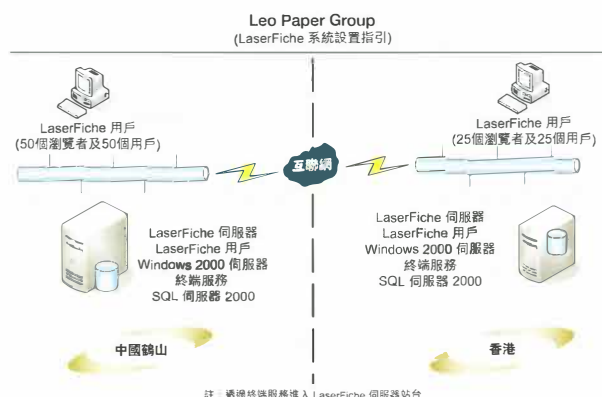 Leo Paper Group
(LaserFiche 系統設置指引)
LaserFiche 用戶
(50個瀏覽者及50個用戶)
LaserFiche 用戶
(25個瀏覽者及25個用戶)
互聯網
LaserFiche 伺服器
LaserFiche 用戶
Windows 2000 伺服器
終端服務
SQL 伺服器 2000
LaserFiche 伺服器
LaserFiche 用戶
Windows 2000 伺服器
終端服務
SQL 伺服器 2000
中國鶴山
香港
註：透過終端服務進入 LaserFiche 伺服器站台